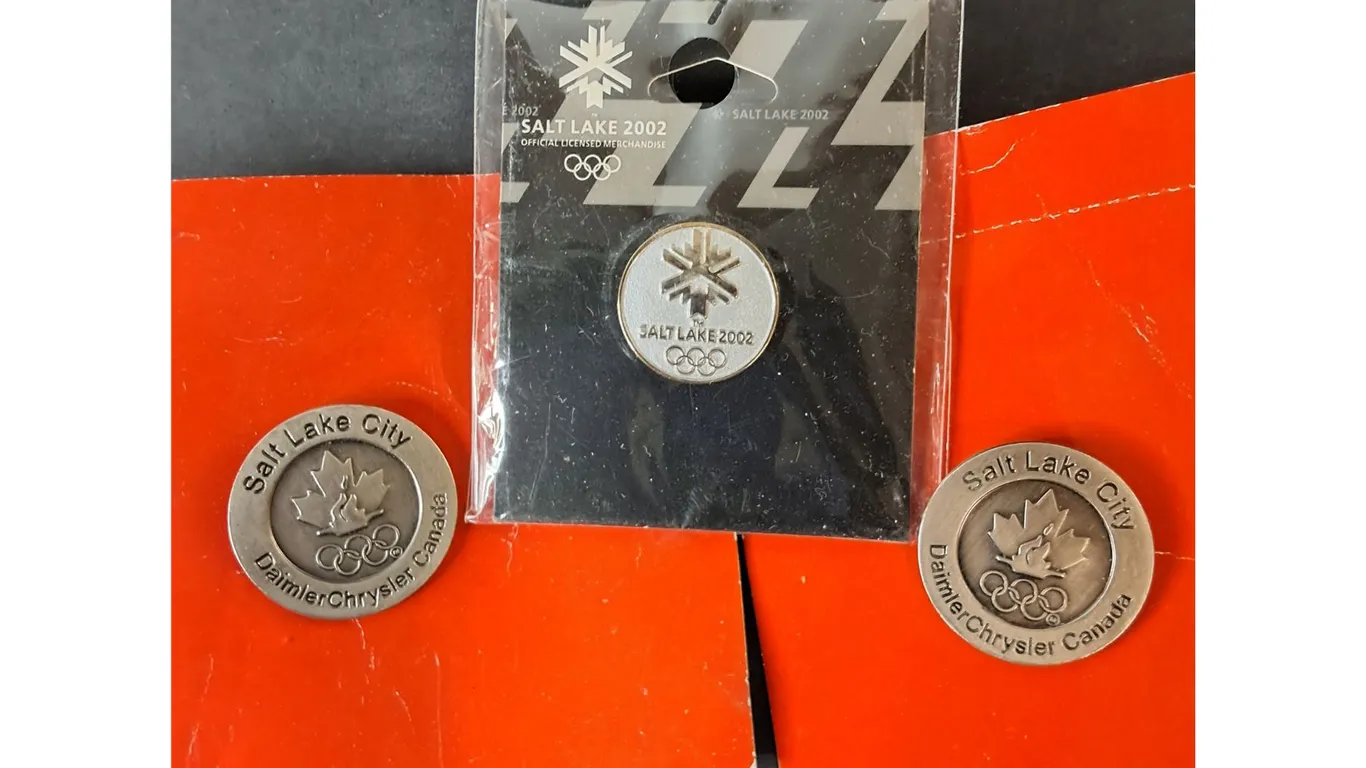 E 2002
SALT LAKE 2002
SALT LAKE 2002
OFFICIAL LICENSED MERCHANDISE
TM
SALT LAKE 2002
Salt Lake City
DaimlerChrysler Canada
Salt Lake City
DaimlerChrysler Canada